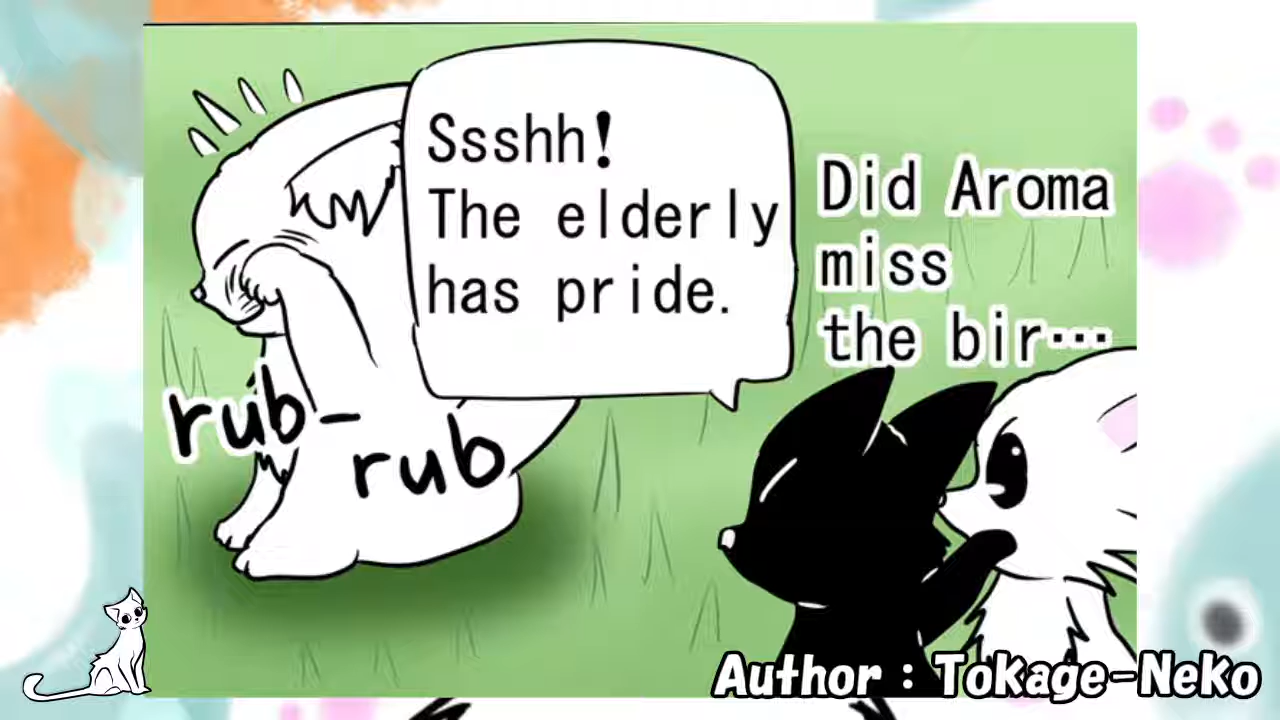 Ssshh!
The elderly
has pride.
Did Aroma
miss
the bir…
rub-
rub
Author : Tokage-Neko